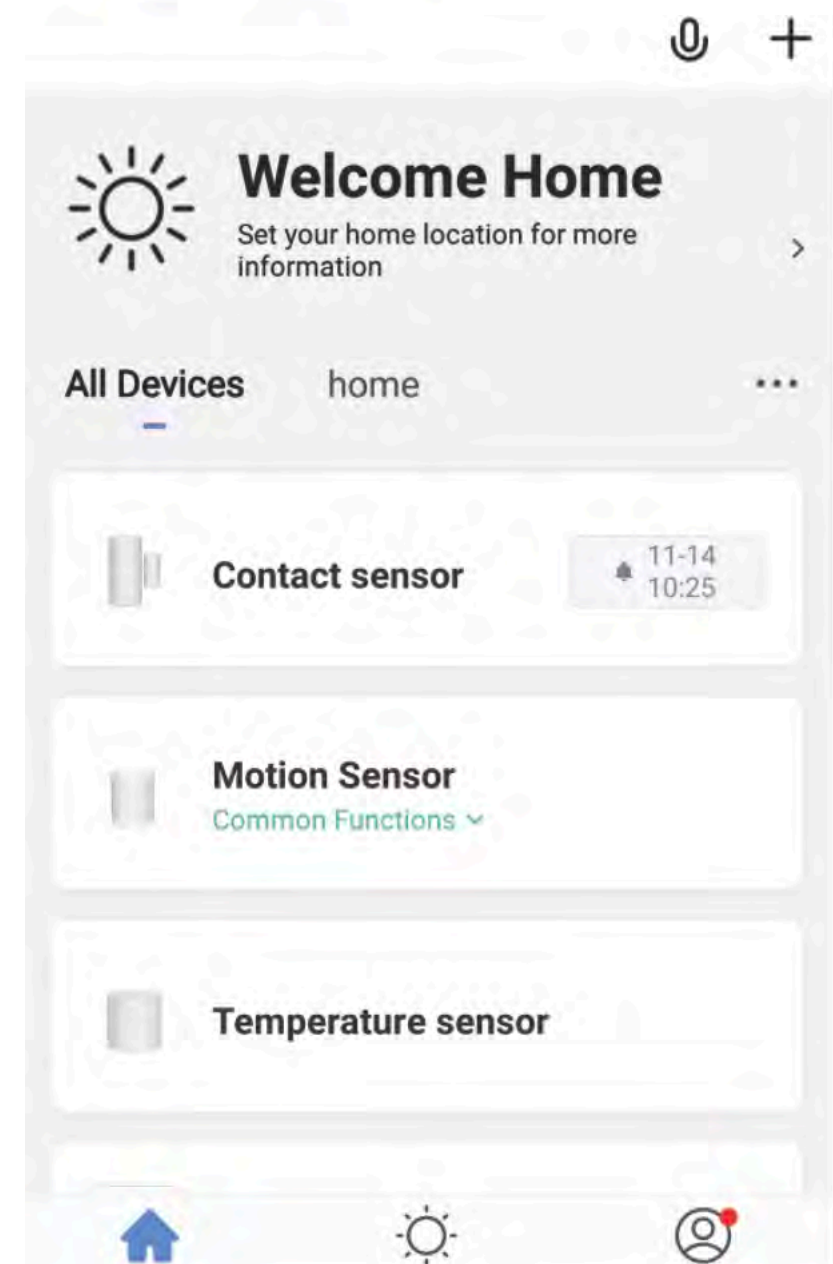 Welcome Home
Set your home location for more
information
All Devices
home
Contact sensor
11-14
10:25
Motion Sensor
Common Functions
Temperature sensor